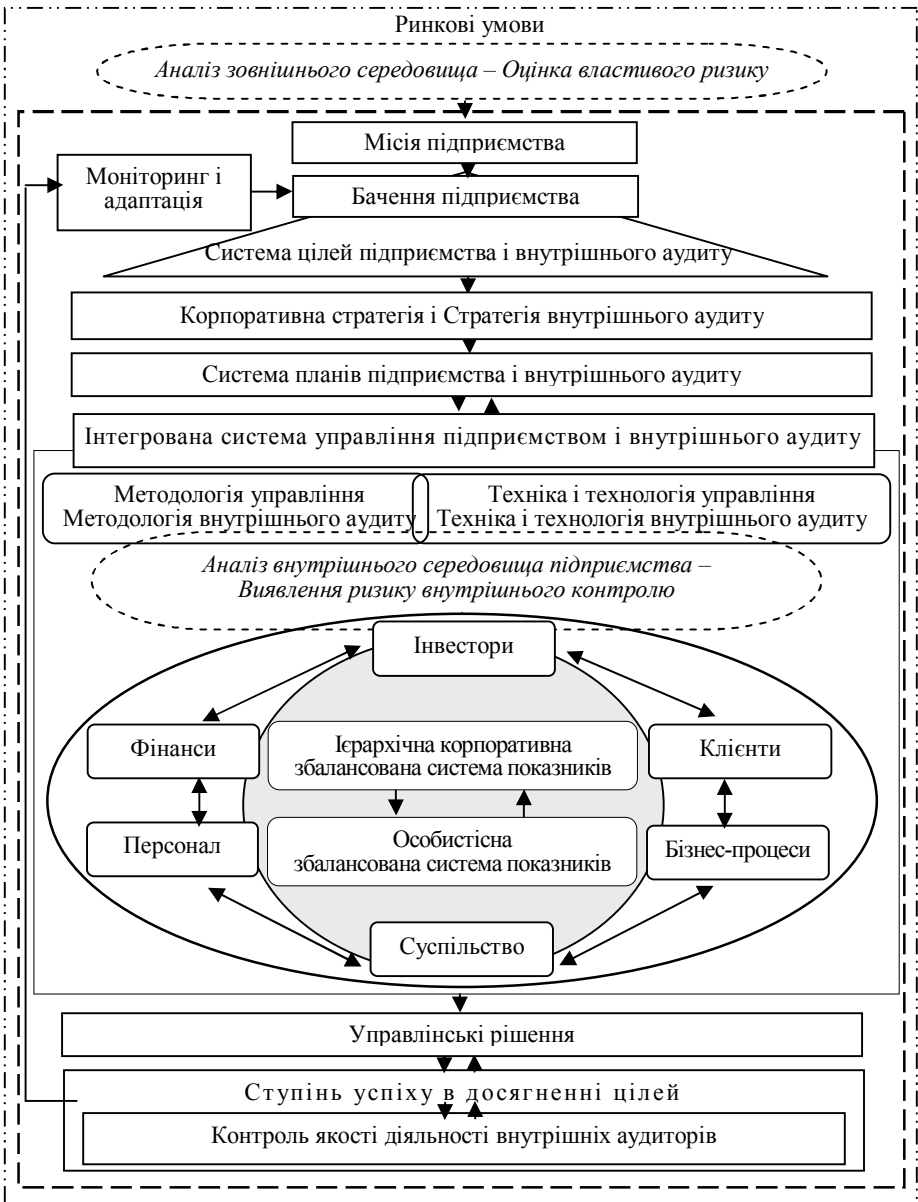 Ринкові умови
Аналіз зовнішнього середовища – Оцінка властивого ризику
Місія підприємства
Моніторинг і
адаптація
Бачення підприємства
Система цілей підприємства і внутрішнього аудиту
Корпоративна стратегія і Стратегія внутрішнього аудиту
Система планів підприємства і внутрішнього аудиту
Інтегрована система управління підприємством і внутрішнього аудиту
Методологія управління
Методологія внутрішнього аудиту
Техніка і технологія управління
Техніка і технологія внутрішнього аудиту
Аналіз внутрішнього середовища підприємства –
Виявлення ризику внутрішнього контролю
Інвестори
Фінанси
Ієрархічна корпоративна
збалансована система показників
Клієнти
Персонал
Особистісна
збалансована система показників
Бізнес-процеси
Суспільство
Управлінські рішення
Ступінь успіху в досягненні цілей
Контроль якості діяльності внутрішніх аудиторів